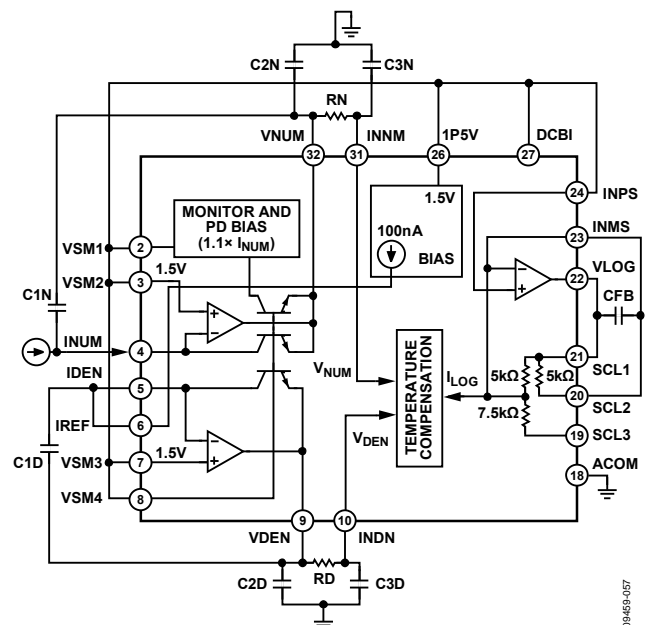 C2N
C3N
RN
VNUM
INNM
1P5V
DCBI
32
31
26
27
24
INPS
1.5V
MONITOR AND
PD BIAS
(1.1× INUM)
100nA
BIAS
23
INMS
VSM1
2
VSM2
3
1.5V
22
VLOG
CFB
C1N
INUM
4
IDEN
5
VNUM
TEMPERATURE
COMPENSATION
ILOG
5kΩ
5kΩ
21
SCL1
20
SCL2
IREF
6
7.5kΩ
VDEN
19
SCL3
C1D
VSM3
7
1.5V
18
ACOM
VSM4
8
9
10
VDEN
INDN
RD
C2D
C3D
09459-057